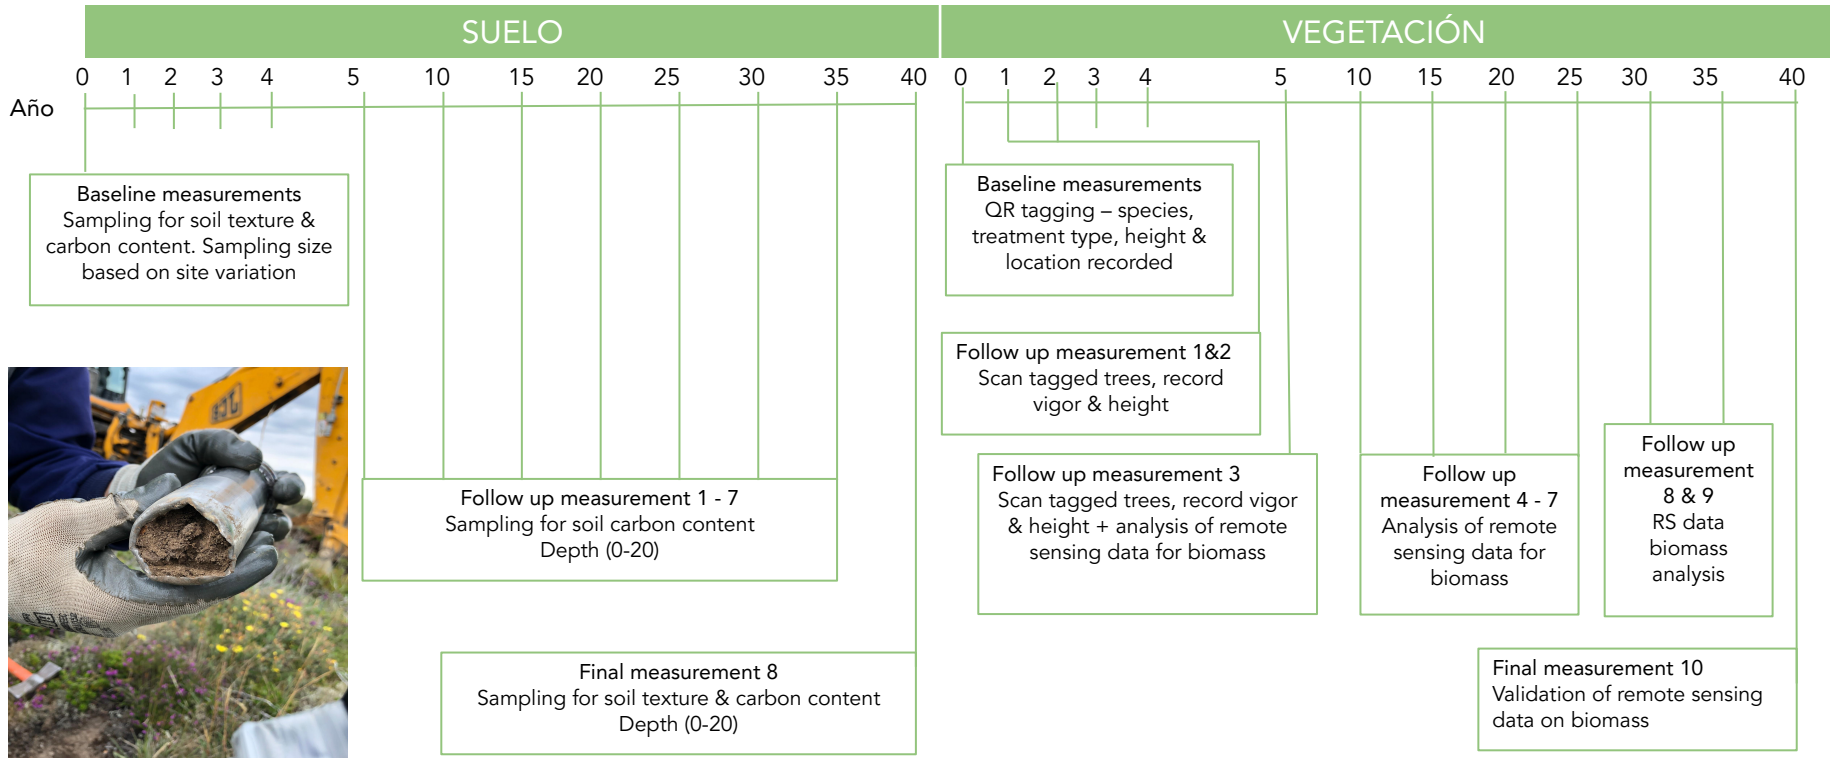 SUELO
0 1 2 3 4 5 10 15 20 25 30 35 40
Año
Baseline measurements
Sampling for soil texture &
carbon content. Sampling size
based on site variation
Follow up measurement 1 - 7
Sampling for soil carbon content
Depth (0-20)
Final measurement 8
Sampling for soil texture & carbon content
Depth (0-20)
JCB
VEGETACIÓN
0 1 2 3 4 5 10 15 20 25 30 35 40
Baseline measurements
QR tagging – species,
treatment type, height &
location recorded
Follow up measurement 1&2
Scan tagged trees, record
vigor & height
Follow up measurement 3
Scan tagged trees, record vigor
& height + analysis of remote
sensing data for biomass
Follow up
measurement 4 - 7
Analysis of remote
sensing data for
biomass
Follow up
measurement
8 & 9
RS data
biomass
analysis
Final measurement 10
Validation of remote sensing
data on biomass